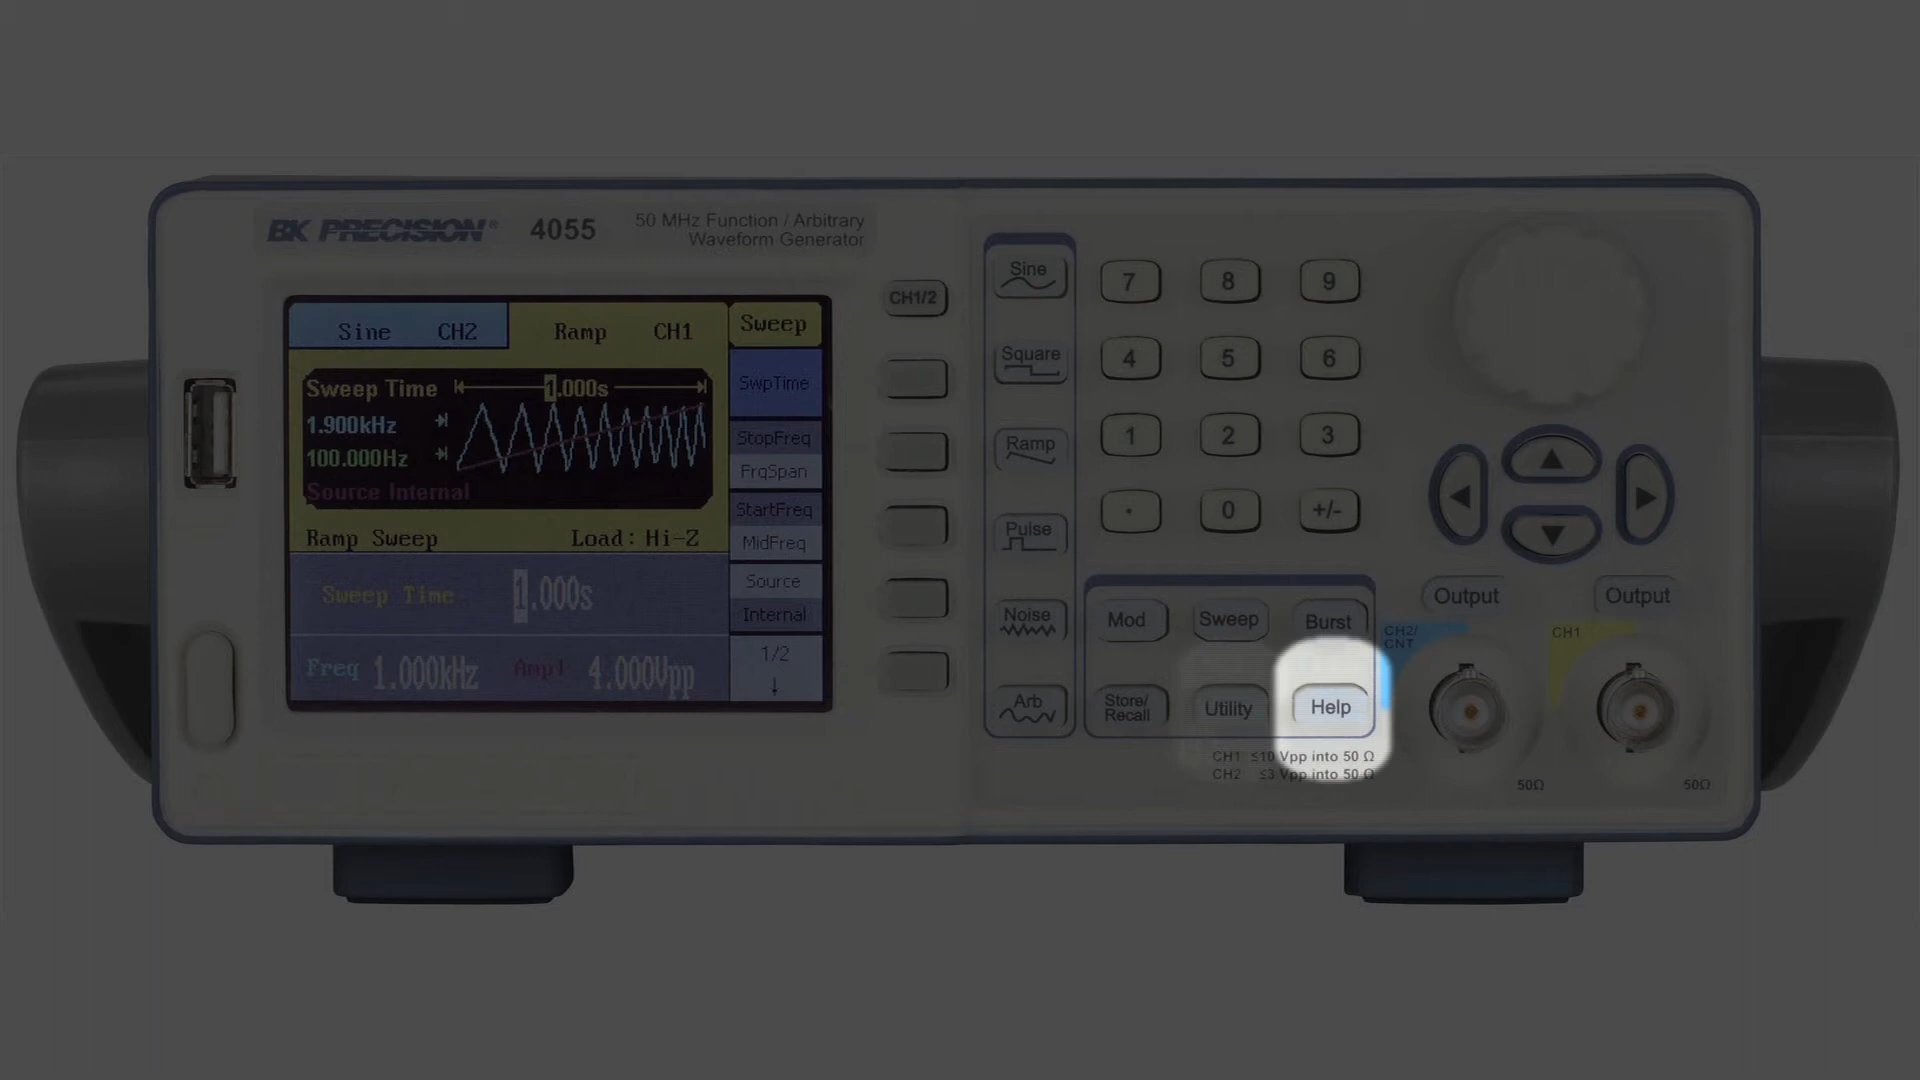 BK PRECISION® 4055
50 MHz Function / Arbitrary
Waveform Generator
Sine CH2
Ramp CH1
Sweep
Sweep Time
1.000s
1.900kHz
100.000Hz
Source Internal
Ramp Sweep
Load: Hi-Z
Sweep Time
1.000s
Freq 1.000kHz
Ampl 4.000Vpp
SwpTime
StopFreq
FrqSpan
StartFreq
MidFreq
Source
Internal
1/2
↓
CH1/2
Sine
Square
Ramp
Pulse
Noise
Arb
7 8 9
4 5 6
1 2 3
· 0 +/-
Mod Sweep Burst
Store/
Recall
Utility
Help
CH1 ≤10 Vpp into 50 Ω
CH2 ≤3 Vpp into 50 Ω
Output
CH2/
CNT
50Ω
Output
CH1
50Ω